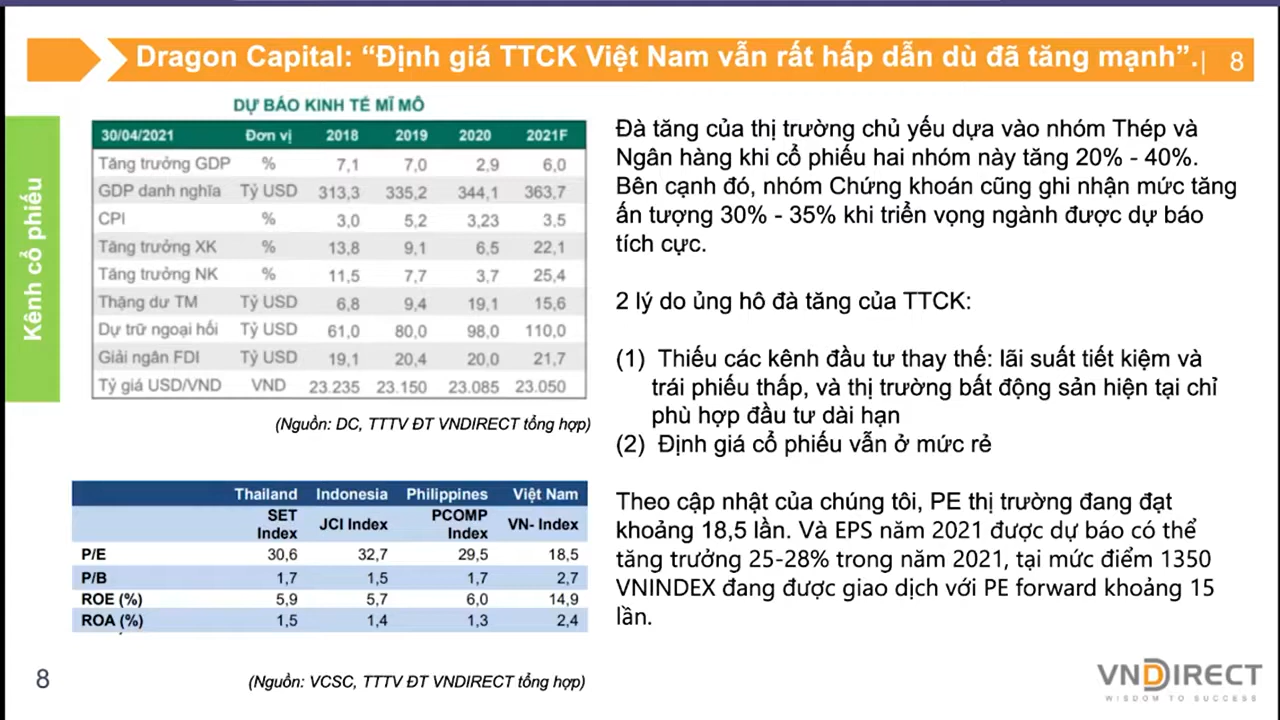 Dragon Capital: “Định giá TTCK Việt Nam vẫn rất hấp dẫn dù đã tăng mạnh”.| 8
Kênh cổ phiếu
DỰ BÁO KINH TẾ MĨ MÔ
30/04/2021 Đơn vị 2018 2019 2020 2021F
Tăng trưởng GDP % 7,1 7,0 2,9 6,0
GDP danh nghĩa Tỷ USD 313,3 335,2 344,1 363,7
CPI % 3,0 5,2 3,23 3,5
Tăng trưởng XK % 13,8 9,1 6,5 22,1
Tăng trưởng NK % 11,5 7,7 3,7 25,4
Thặng dư TM Tỷ USD 6,8 9,4 19,1 15,6
Dự trữ ngoại hối Tỷ USD 61,0 80,0 98,0 110,0
Giải ngân FDI Tỷ USD 19,1 20,4 20,0 21,7
Tỷ giá USD/VND VND 23.235 23.150 23.085 23.050
(Nguồn: DC, TTTV ĐT VNDIRECT tổng hợp)
Thailand Indonesia Philippines Việt Nam
SET Index JCI Index PCOMP Index VN- Index
P/E 30,6 32,7 29,5 18,5
P/B 1,7 1,5 1,7 2,7
ROE (%) 5,9 5,7 6,0 14,9
ROA (%) 1,5 1,4 1,3 2,4
(Nguồn: VCSC, TTTV ĐT VNDIRECT tổng hợp)
8
Đà tăng của thị trường chủ yếu dựa vào nhóm Thép và
Ngân hàng khi cổ phiếu hai nhóm này tăng 20% - 40%.
Bên cạnh đó, nhóm Chứng khoán cũng ghi nhận mức tăng
ấn tượng 30% - 35% khi triển vọng ngành được dự báo
tích cực.
2 lý do ủng hô đà tăng của TTCK:
(1) Thiếu các kênh đầu tư thay thế: lãi suất tiết kiệm và
trái phiếu thấp, và thị trường bất động sản hiện tại chỉ
phù hợp đầu tư dài hạn
(2) Định giá cổ phiếu vẫn ở mức rẻ
Theo cập nhật của chúng tôi, PE thị trường đang đạt
khoảng 18,5 lần. Và EPS năm 2021 được dự báo có thể
tăng trưởng 25-28% trong năm 2021, tại mức điểm 1350
VNINDEX đang được giao dịch với PE forward khoảng 15
lần.
VNDIRECT
WISDOM TO SUCCESS